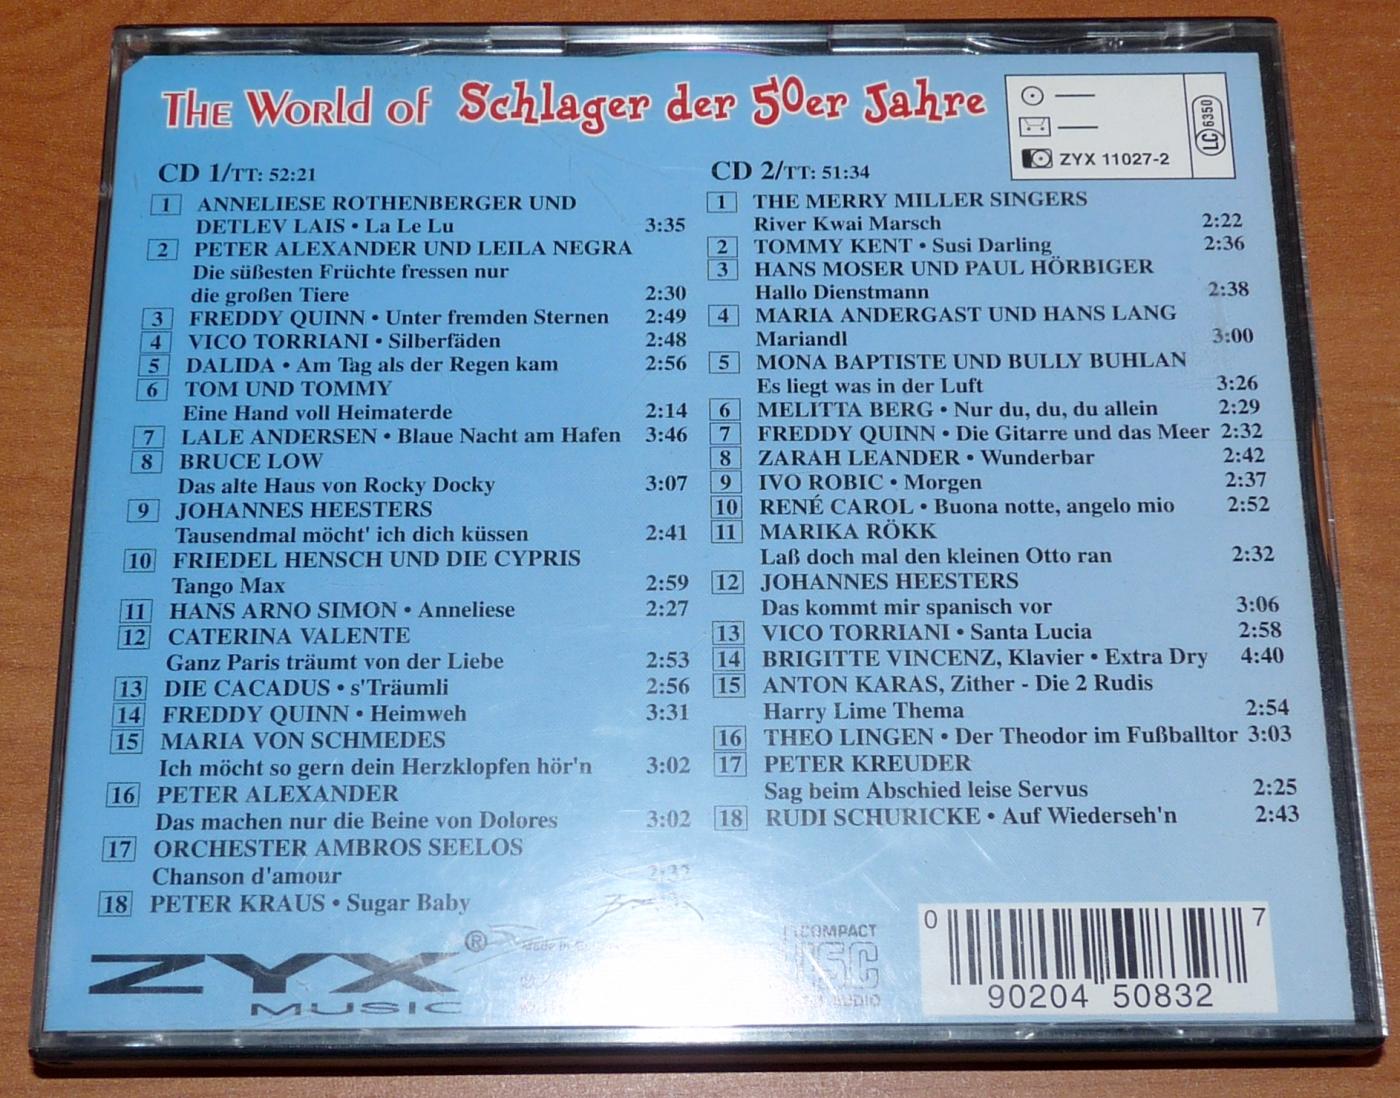 The World of Schlager der 50er Jahre
ZYX 11027-2
LC 6350
CD 1/TT: 52:21
1 ANNELIESE ROTHENBERGER UND
DETLEV LAIS • La Le Lu 3:35
2 PETER ALEXANDER UND LEILA NEGRA
Die süßesten Früchte fressen nur
die großen Tiere 2:30
3 FREDDY QUINN • Unter fremden Sternen 2:49
4 VICO TORRIANI • Silberfäden 2:48
5 DALIDA • Am Tag als der Regen kam 2:56
6 TOM UND TOMMY
Eine Hand voll Heimaterde 2:14
7 LALE ANDERSEN • Blaue Nacht am Hafen 3:46
8 BRUCE LOW
Das alte Haus von Rocky Docky 3:07
9 JOHANNES HEESTERS
Tausendmal möcht' ich dich küssen 2:41
10 FRIEDEL HENSCH UND DIE CYPRIS
Tango Max 2:59
11 HANS ARNO SIMON • Anneliese 2:27
12 CATERINA VALENTE
Ganz Paris träumt von der Liebe 2:53
13 DIE CACADUS • s'Träumli 2:56
14 FREDDY QUINN • Heimweh 3:31
15 MARIA VON SCHMEDES
Ich möcht so gern dein Herzklopfen hör'n 3:02
16 PETER ALEXANDER
Das machen nur die Beine von Dolores 3:02
17 ORCHESTER AMBROS SEELOS
Chanson d'amour
18 PETER KRAUS • Sugar Baby
CD 2/TT: 51:34
1 THE MERRY MILLER SINGERS
River Kwai Marsch 2:22
2 TOMMY KENT • Susi Darling 2:36
3 HANS MOSER UND PAUL HÖRBIGER
Hallo Dienstmann 2:38
4 MARIA ANDERGAST UND HANS LANG
Mariandl 3:00
5 MONA BAPTISTE UND BULLY BUHLAN
Es liegt was in der Luft 3:26
6 MELITTA BERG • Nur du, du, du allein 2:29
7 FREDDY QUINN • Die Gitarre und das Meer 2:32
8 ZARAH LEANDER • Wunderbar 2:42
9 IVO ROBIC • Morgen 2:37
10 RENÉ CAROL • Buona notte, angelo mio 2:52
11 MARIKA RÖKK
Laß doch mal den kleinen Otto ran 2:32
12 JOHANNES HEESTERS
Das kommt mir spanisch vor 3:06
13 VICO TORRIANI • Santa Lucia 2:58
14 BRIGITTE VINCENZ, Klavier • Extra Dry 4:40
15 ANTON KARAS, Zither - Die 2 Rudis
Harry Lime Thema 2:54
16 THEO LINGEN • Der Theodor im Fußballtor 3:03
17 PETER KREUDER
Sag beim Abschied leise Servus 2:25
18 RUDI SCHURICKE • Auf Wiederseh'n 2:43
ZYX ®
MUSIC
Made in
COMPACT
DISC
AUDIO
0 90204 50832 7